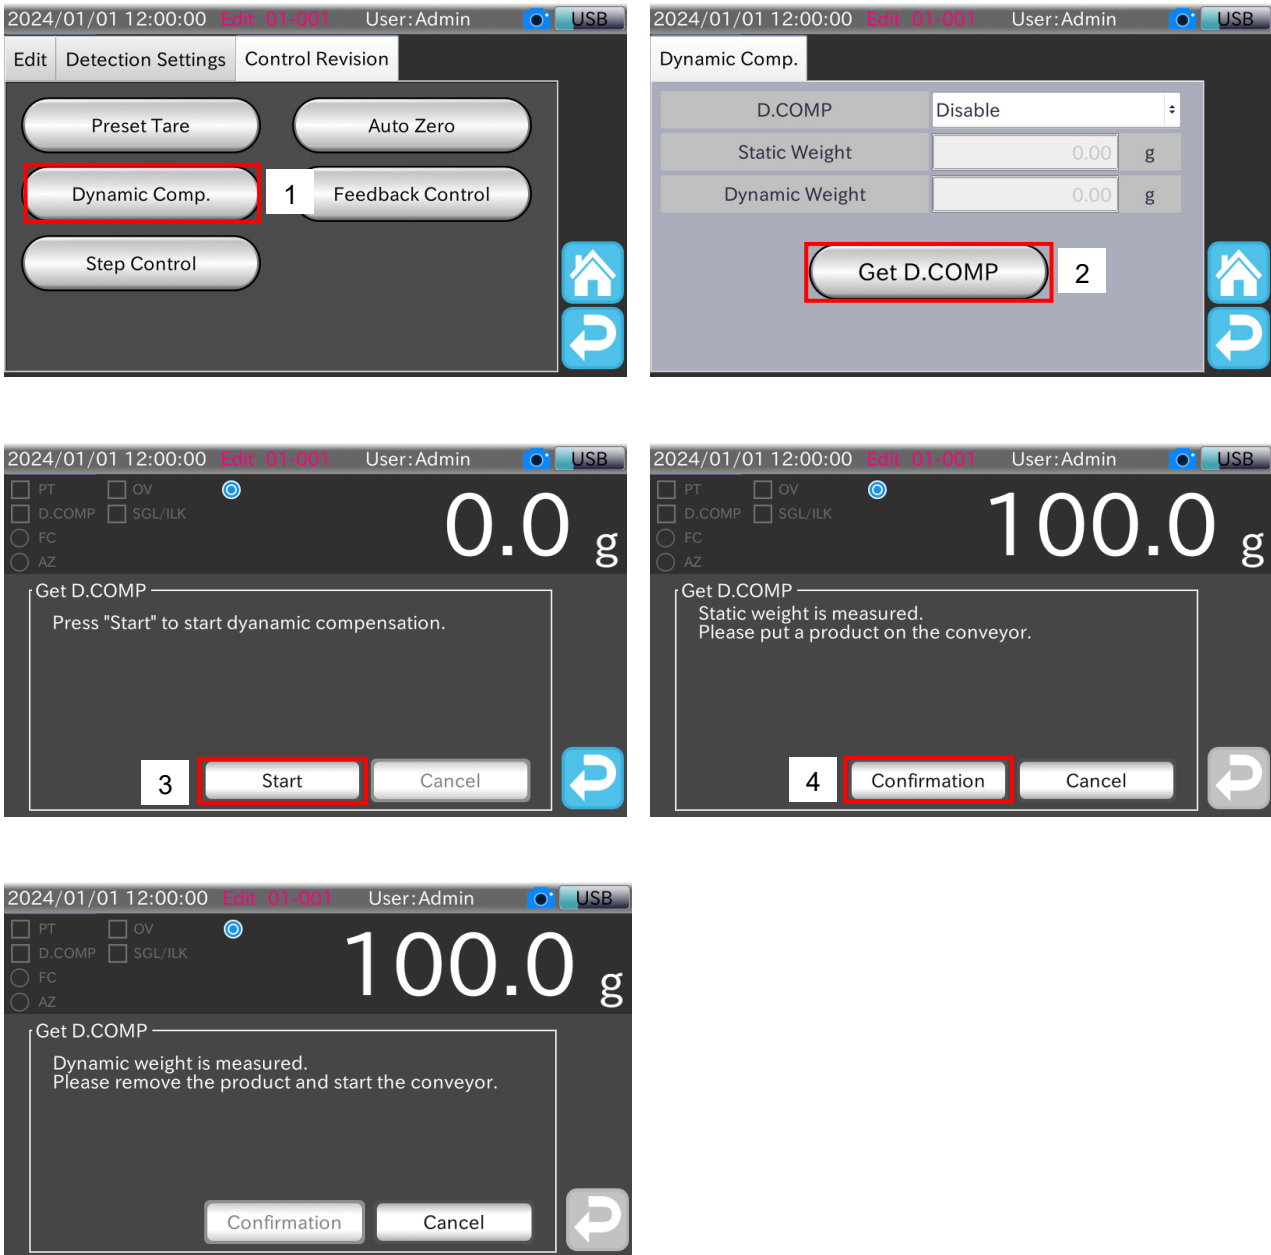 2024/01/01 12:00:00 Edit 01-001 User:Admin USB
Edit Detection Settings Control Revision
Preset Tare Auto Zero
Dynamic Comp. 1 Feedback Control
Step Control
2024/01/01 12:00:00 Edit 01-001 User:Admin USB
Dynamic Comp.
D.COMP Disable
Static Weight 0.00 g
Dynamic Weight 0.00 g
Get D.COMP 2
2024/01/01 12:00:00 Edit 01-001 User:Admin USB
PT OV
D.COMP SGL/ILK
FC
AZ
0.0 g
Get D.COMP
Press "Start" to start dyanamic compensation.
3 Start Cancel
2024/01/01 12:00:00 Edit 01-001 User:Admin USB
PT OV
D.COMP SGL/ILK
FC
AZ
100.0 g
Get D.COMP
Static weight is measured.
Please put a product on the conveyor.
4 Confirmation Cancel
2024/01/01 12:00:00 Edit 01-001 User:Admin USB
PT OV
D.COMP SGL/ILK
FC
AZ
100.0 g
Get D.COMP
Dynamic weight is measured.
Please remove the product and start the conveyor.
Confirmation Cancel